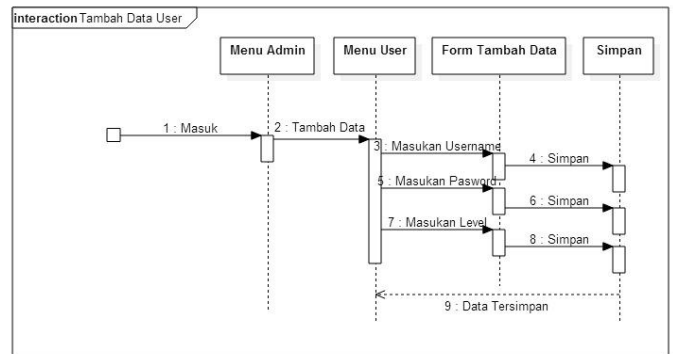 interaction Tambah Data User
Menu Admin
Menu User
Form Tambah Data
Simpan
1 : Masuk
2 : Tambah Data
3 : Masukan Username
4 : Simpan
5 : Masukan Pasword
6 : Simpan
7 : Masukan Level
8 : Simpan
9 : Data Tersimpan